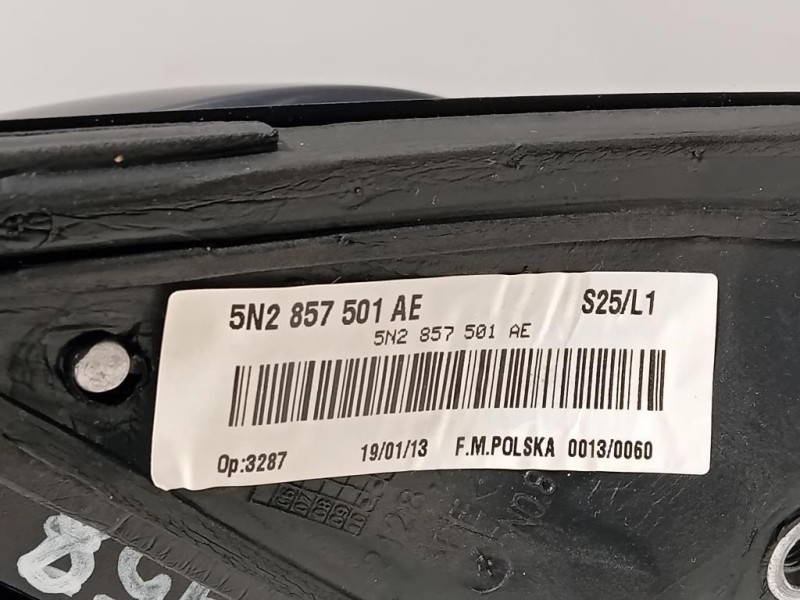 5N2 857 501 AE S25/L1
5N2 857 501 AE
Op:3287 19/01/13 F.M.POLSKA 0013/0060